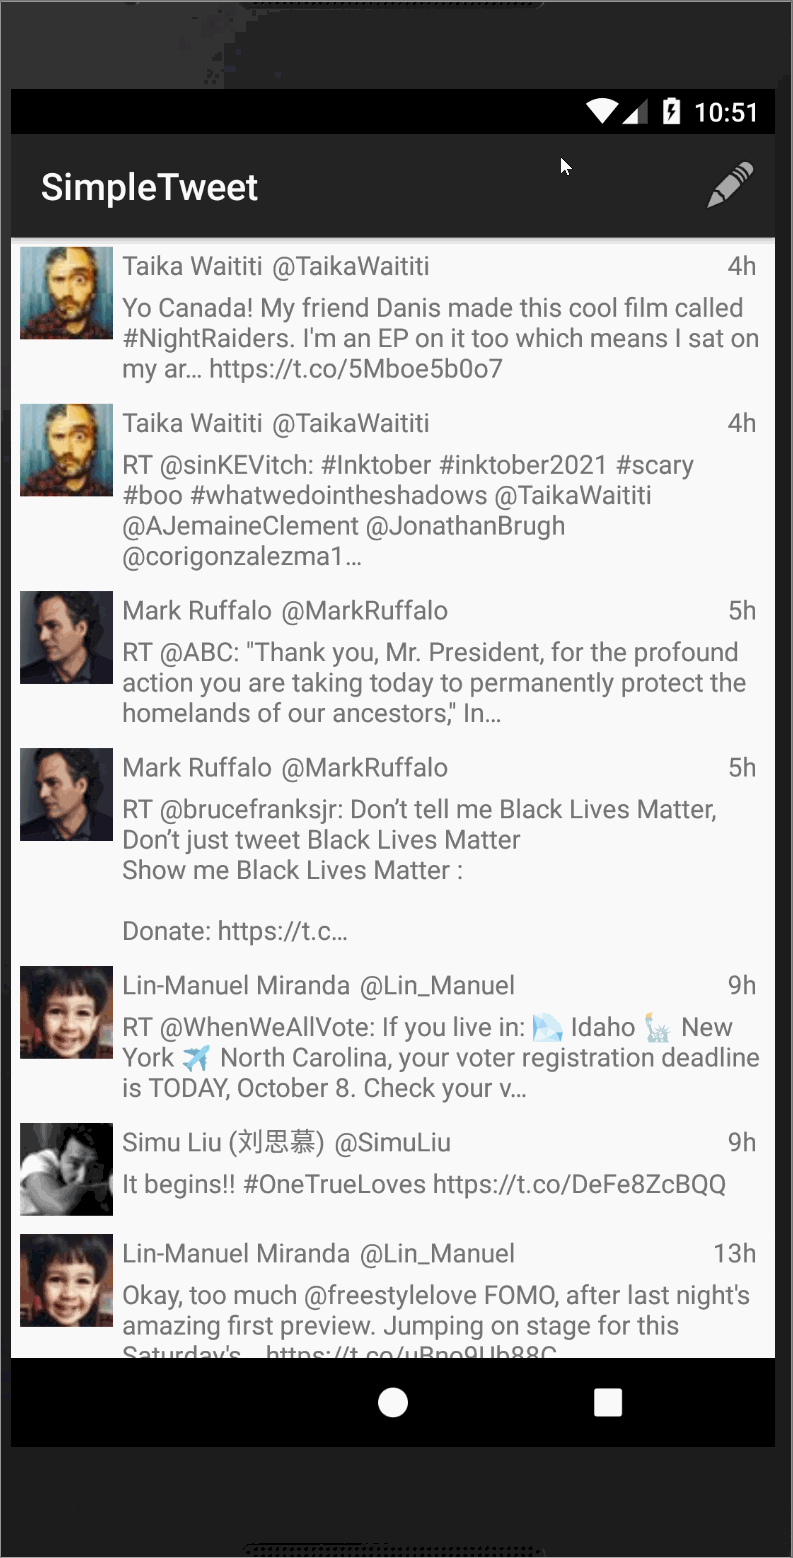 10:51
SimpleTweet
Taika Waititi @TaikaWaititi 4h
Yo Canada! My friend Danis made this cool film called
#NightRaiders. I'm an EP on it too which means I sat on
my ar… https://t.co/5Mboe5b0o7
Taika Waititi @TaikaWaititi 4h
RT @sinKEVitch: #Inktober #inktober2021 #scary
#boo #whatwedointheshadows @TaikaWaititi
@AJemaineClement @JonathanBrugh
@corigonzalezma1…
Mark Ruffalo @MarkRuffalo 5h
RT @ABC: "Thank you, Mr. President, for the profound
action you are taking today to permanently protect the
homelands of our ancestors," In…
Mark Ruffalo @MarkRuffalo 5h
RT @brucefranksjr: Don’t tell me Black Lives Matter,
Don’t just tweet Black Lives Matter
Show me Black Lives Matter :
Donate: https://t.c…
Lin-Manuel Miranda @Lin_Manuel 9h
RT @WhenWeAllVote: If you live in: Idaho 🗽 New
York ✈️ North Carolina, your voter registration deadline
is TODAY, October 8. Check your v…
Simu Liu (刘思慕) @SimuLiu 9h
It begins!! #OneTrueLoves https://t.co/DeFe8ZcBQQ
Lin-Manuel Miranda @Lin_Manuel 13h
Okay, too much @freestylelove FOMO, after last night's
amazing first preview. Jumping on stage for this
Saturday's…